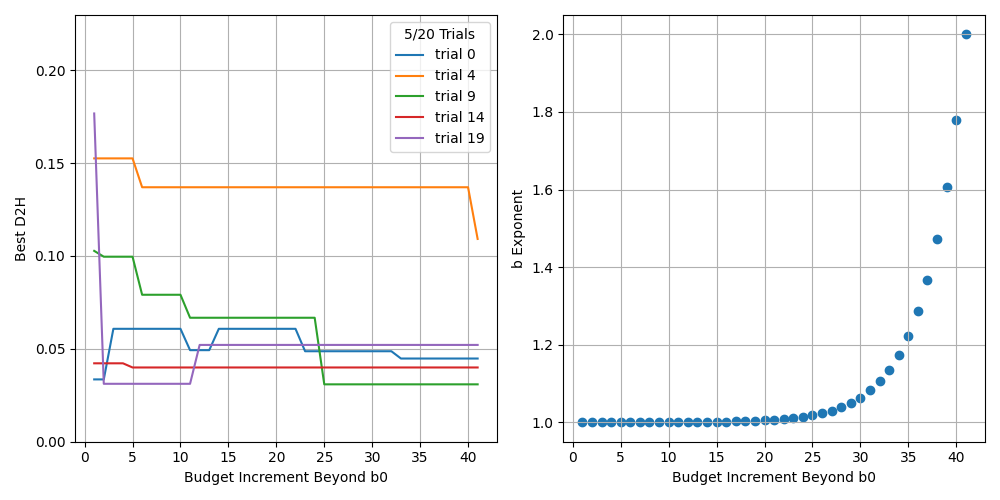 5/20 Trials
trial 0
trial 4
trial 9
trial 14
trial 19
Best D2H
0.20
0.15
0.10
0.05
0.00
0 5 10 15 20 25 30 35 40
Budget Increment Beyond b0
b Exponent
2.0
1.8
1.6
1.4
1.2
1.0
0 5 10 15 20 25 30 35 40
Budget Increment Beyond b0